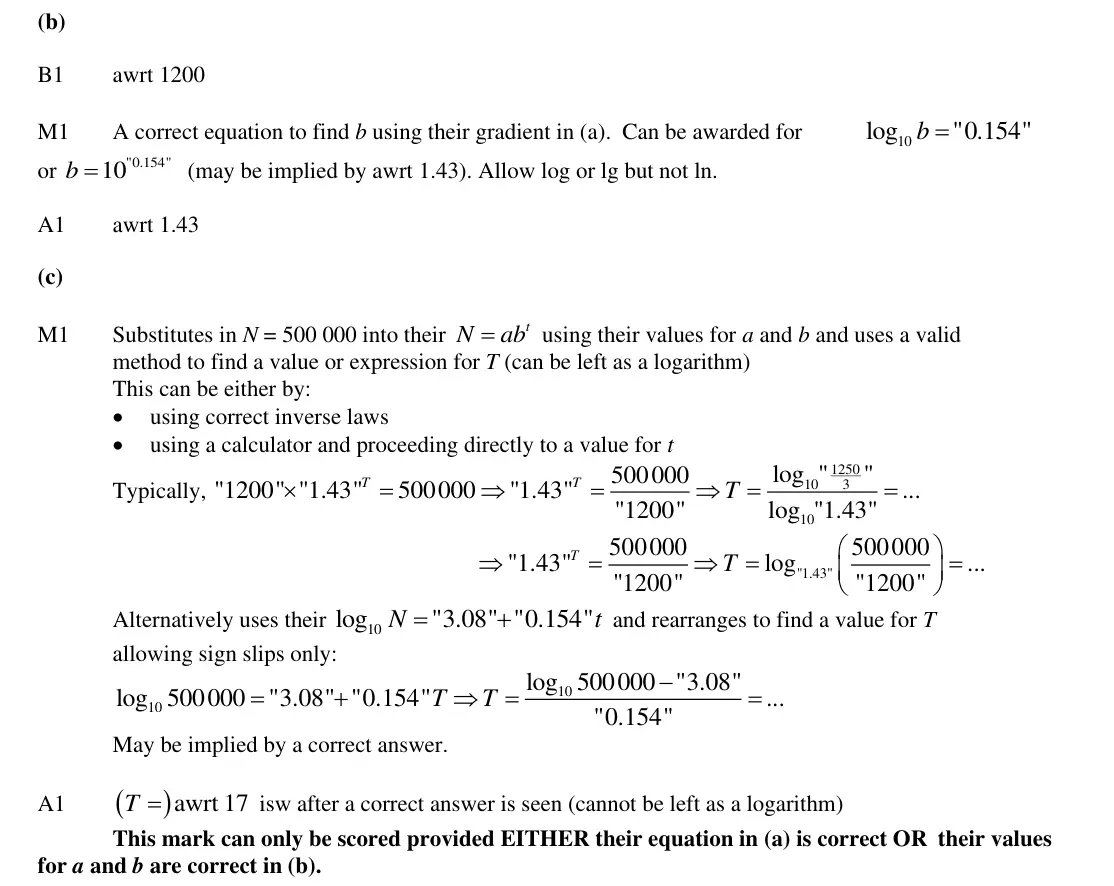 (b)
B1 awrt 1200
M1 A correct equation to find b using their gradient in (a). Can be awarded for log₁₀ b = "0.154"
or b = 10^"0.154" (may be implied by awrt 1.43). Allow log or lg but not ln.
A1 awrt 1.43
(c)
M1 Substitutes in N = 500 000 into their N = abᵗ using their values for a and b and uses a valid
method to find a value or expression for T (can be left as a logarithm)
This can be either by:
• using correct inverse laws
• using a calculator and proceeding directly to a value for t
Typically, "1200"×"1.43"^T = 500000 ⇒ "1.43"^T = 500000/"1200" ⇒ T = log₁₀"1250/3"/log₁₀"1.43" = ...
⇒ "1.43"^T = 500000/"1200" ⇒ T = log_"1.43" (500000/"1200") = ...
Alternatively uses their log₁₀ N = "3.08"+"0.154"t and rearranges to find a value for T
allowing sign slips only:
log₁₀ 500000 = "3.08"+"0.154"T ⇒ T = (log₁₀ 500000 − "3.08")/"0.154" = ...
May be implied by a correct answer.
A1 (T =) awrt 17 isw after a correct answer is seen (cannot be left as a logarithm)
This mark can only be scored provided EITHER their equation in (a) is correct OR their values
for a and b are correct in (b).